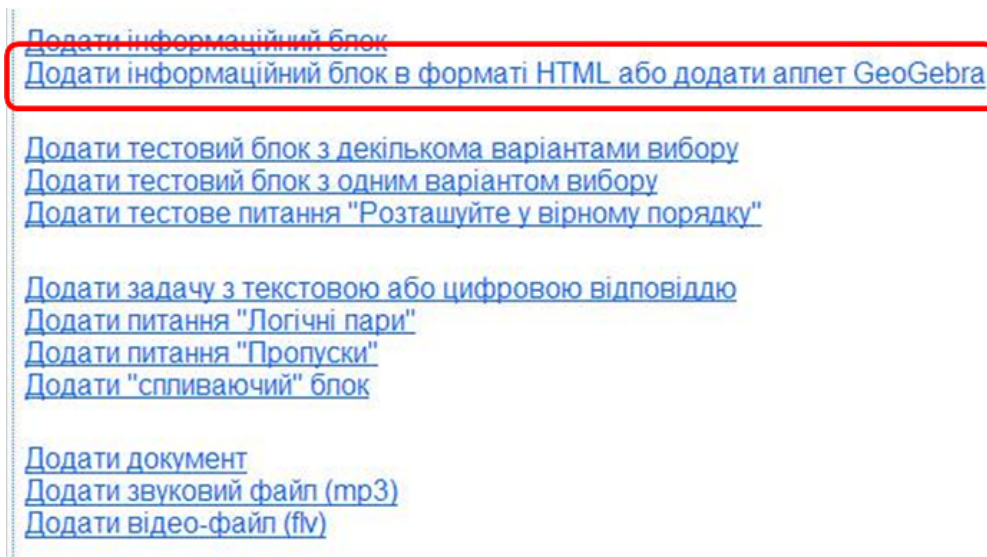 Додати інформаційний блок
Додати інформаційний блок в форматі HTML або додати аплет GeoGebra
Додати тестовий блок з декількома варіантами вибору
Додати тестовий блок з одним варіантом вибору
Додати тестове питання "Розташуйте у вірному порядку"
Додати задачу з текстовою або цифровою відповіддю
Додати питання "Логічні пари"
Додати питання "Пропуски"
Додати "спливаючий" блок
Додати документ
Додати звуковий файл (mp3)
Додати відео-файл (flv)